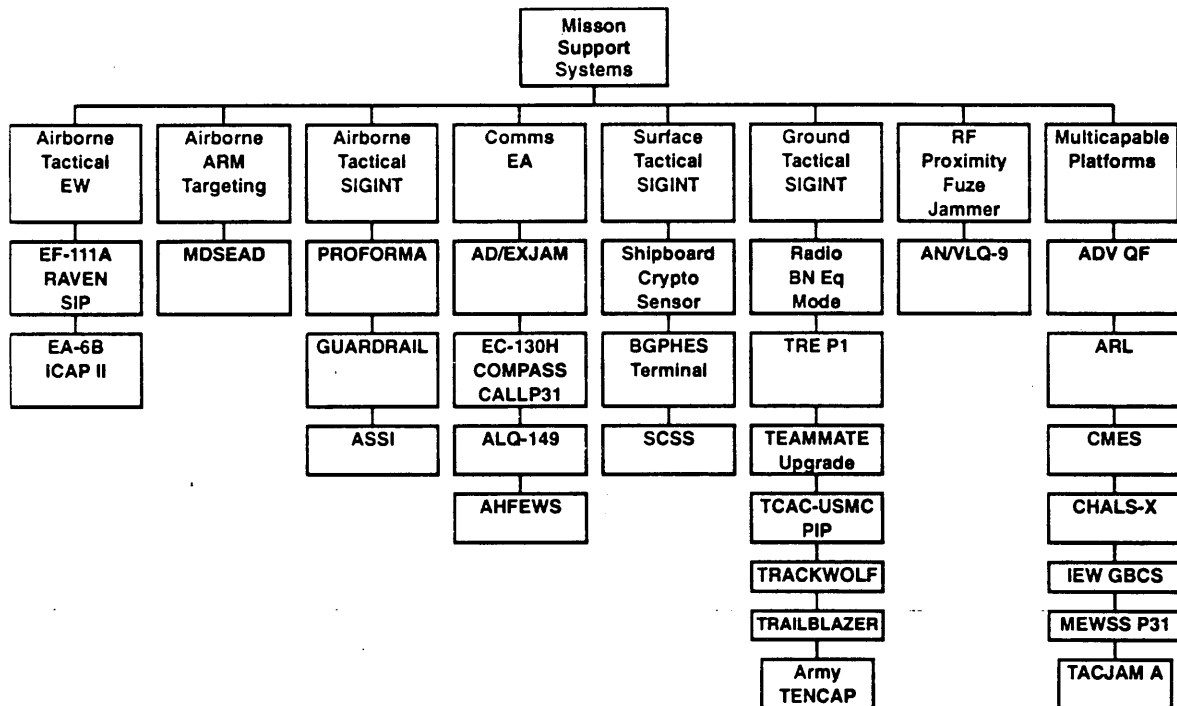 Misson
Support
Systems
Airborne
Tactical
EW
EF-111A
RAVEN
SIP
EA-6B
ICAP II
Airborne
ARM
Targeting
MDSEAD
Airborne
Tactical
SIGINT
PROFORMA
GUARDRAIL
ASSI
Comms
EA
AD/EXJAM
EC-130H
COMPASS
CALLP31
ALQ-149
AHFEWS
Surface
Tactical
SIGINT
Shipboard
Crypto
Sensor
BGPHES
Terminal
SCSS
Ground
Tactical
SIGINT
Radio
BN Eq
Mode
TRE P1
TEAMMATE
Upgrade
TCAC-USMC
PIP
TRACKWOLF
TRAILBLAZER
Army
TENCAP
RF
Proximity
Fuze
Jammer
AN/VLQ-9
Multicapable
Platforms
ADV QF
ARL
CMES
CHALS-X
IEW GBCS
MEWSS P31
TACJAM A